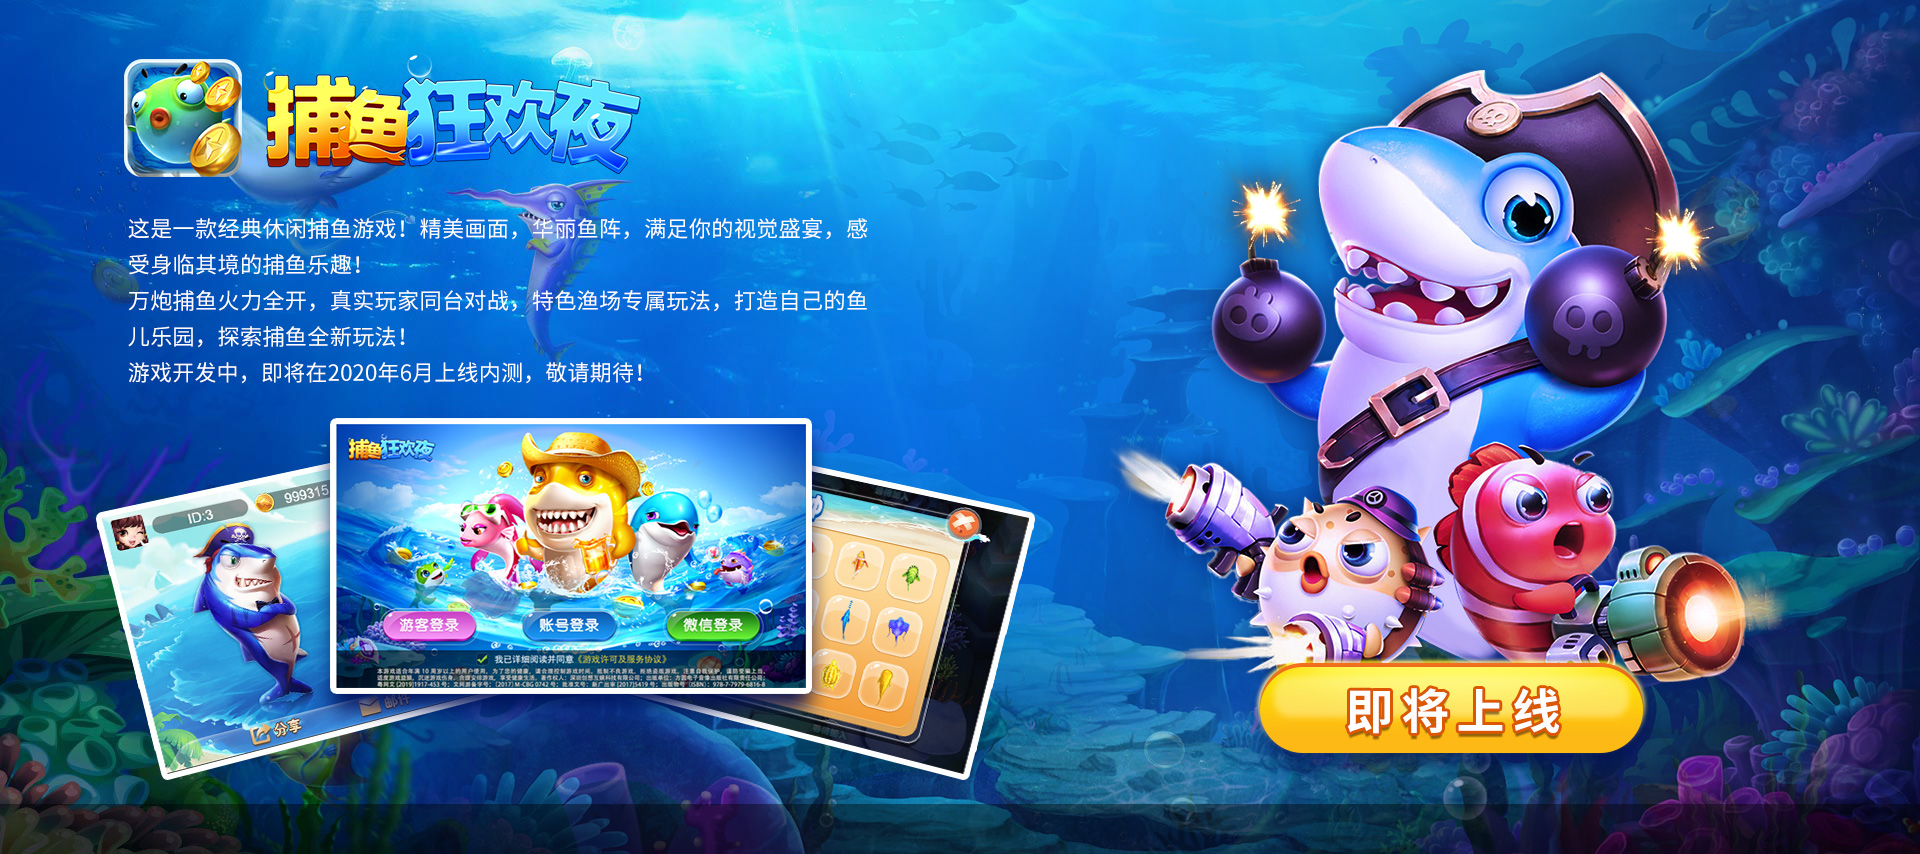 捕鱼狂欢夜
这是一款经典休闲捕鱼游戏！精美画面，华丽鱼阵，满足你的视觉盛宴，感
受身临其境的捕鱼乐趣！
万炮捕鱼火力全开，真实玩家同台对战，特色渔场专属玩法，打造自己的鱼
儿乐园，探索捕鱼全新玩法！
游戏开发中，即将在2020年6月上线内测，敬请期待！
ID:3
999315
分享
邮件
捕鱼狂欢夜
游客登录
账号登录
微信登录
我已详细阅读并同意《游戏许可及服务协议》
即将上线